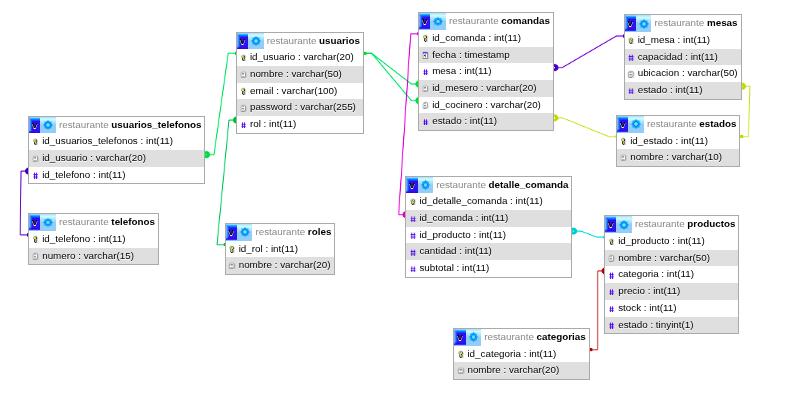 restaurante usuarios
id_usuario : varchar(20)
nombre : varchar(50)
email : varchar(100)
password : varchar(255)
rol : int(11)
restaurante comandas
id_comanda : int(11)
fecha : timestamp
mesa : int(11)
id_mesero : varchar(20)
id_cocinero : varchar(20)
estado : int(11)
restaurante mesas
id_mesa : int(11)
capacidad : int(11)
ubicacion : varchar(50)
estado : int(11)
restaurante usuarios_telefonos
id_usuarios_telefonos : int(11)
id_usuario : varchar(20)
id_telefono : int(11)
restaurante estados
id_estado : int(11)
nombre : varchar(10)
restaurante telefonos
id_telefono : int(11)
numero : varchar(15)
restaurante roles
id_rol : int(11)
nombre : varchar(20)
restaurante detalle_comanda
id_detalle_comanda : int(11)
id_comanda : int(11)
id_producto : int(11)
cantidad : int(11)
subtotal : int(11)
restaurante productos
id_producto : int(11)
nombre : varchar(50)
categoria : int(11)
precio : int(11)
stock : int(11)
estado : tinyint(1)
restaurante categorias
id_categoria : int(11)
nombre : varchar(20)